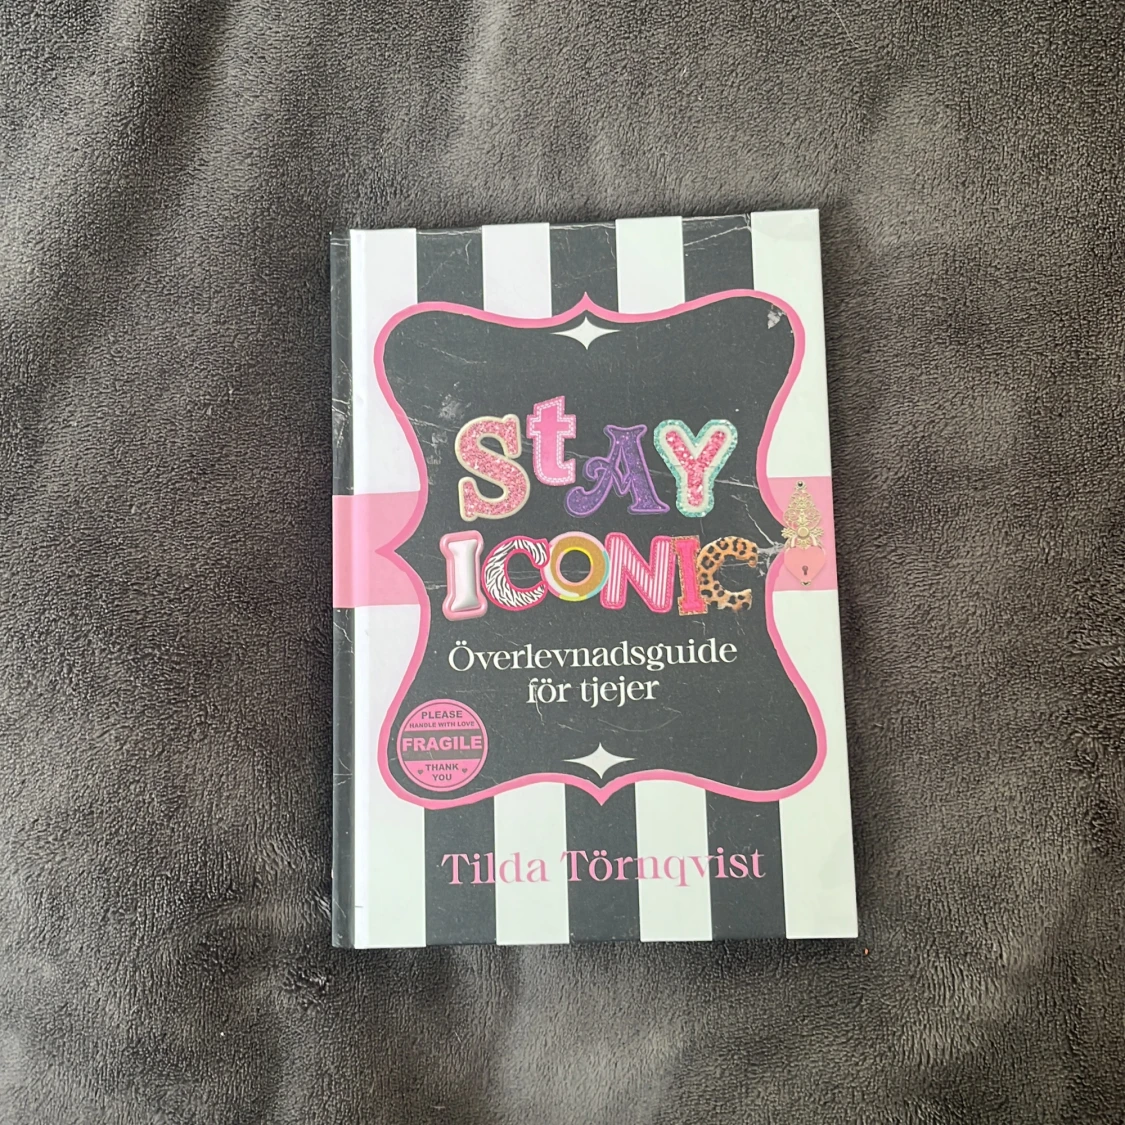 StAY
ICONIC
Överlevnadsguide
för tjejer
PLEASE
HANDLE WITH LOVE
FRAGILE
THANK
YOU
Tilda Törnqvist